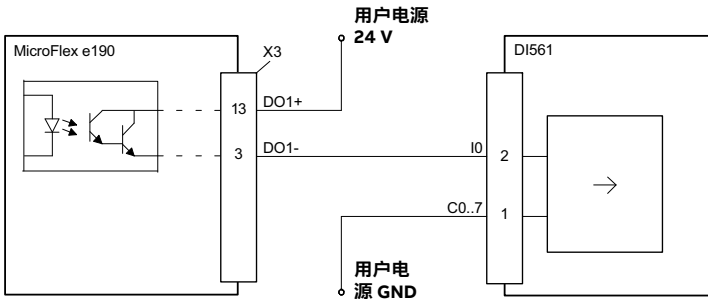 用户电源
24 V
MicroFlex e190
X3
DI561
13
DO1+
3
DO1-
I0
2
C0..7
1
用户电
源 GND